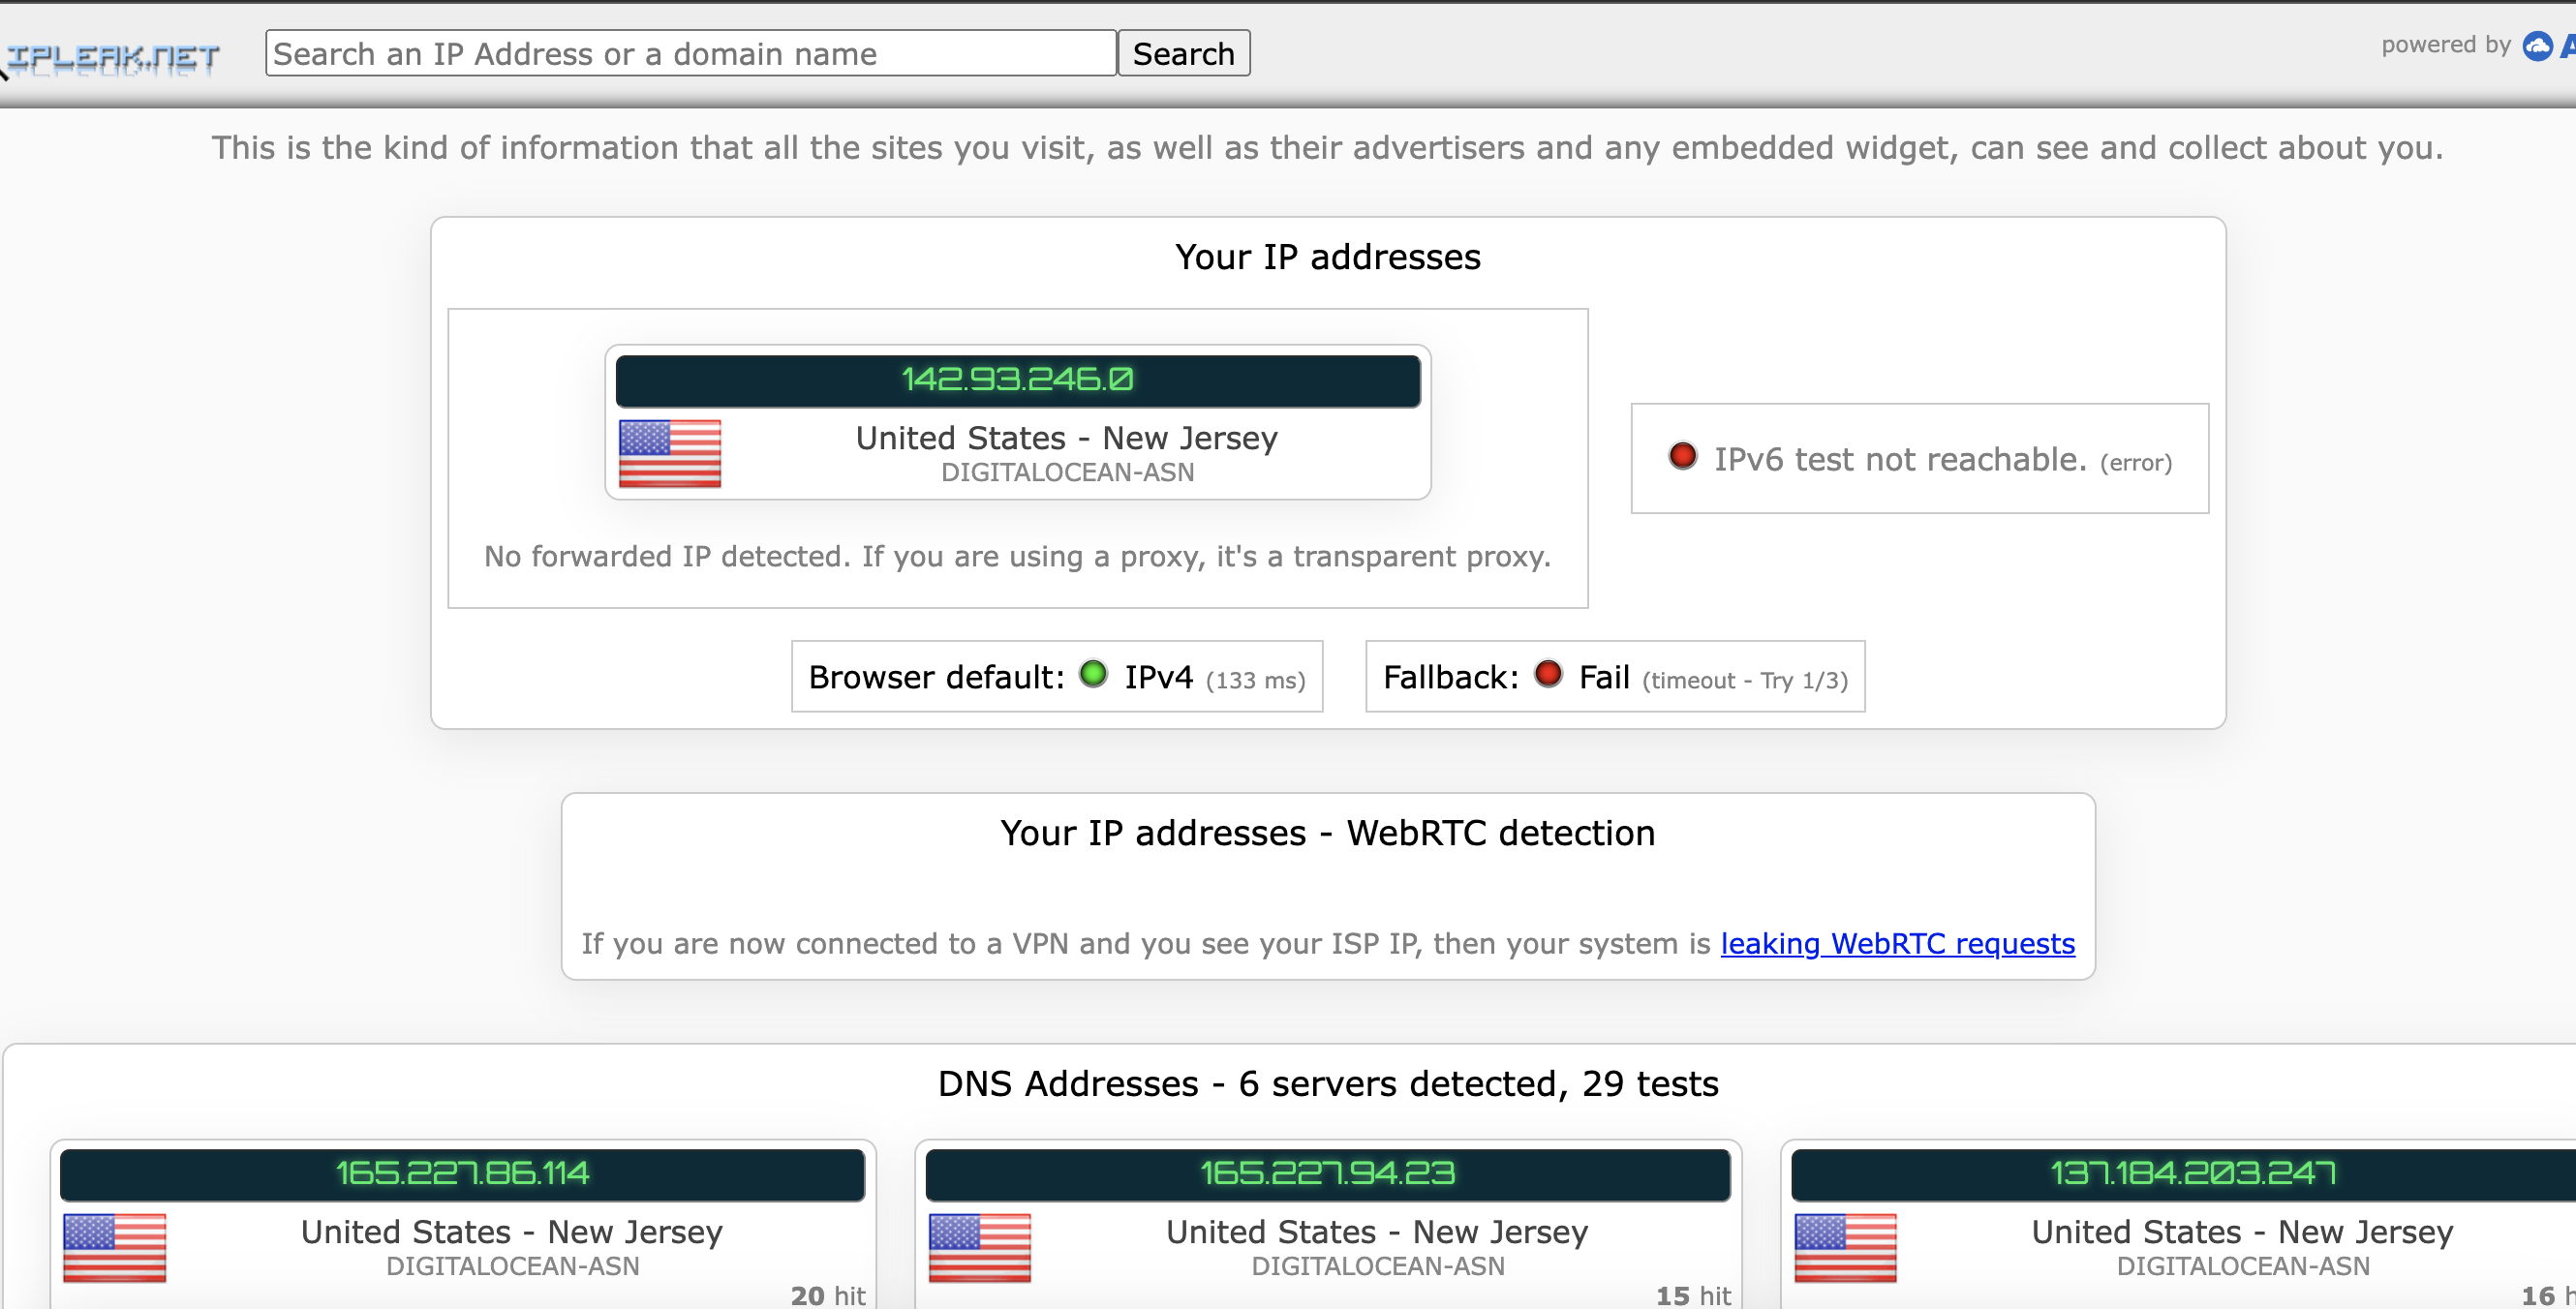 IPLEAK.NET
Search an IP Address or a domain name
Search
powered by
This is the kind of information that all the sites you visit, as well as their advertisers and any embedded widget, can see and collect about you.
Your IP addresses
142.93.246.0
United States - New Jersey
DIGITALOCEAN-ASN
No forwarded IP detected. If you are using a proxy, it's a transparent proxy.
IPv6 test not reachable. (error)
Browser default: IPv4 (133 ms)
Fallback: Fail (timeout - Try 1/3)
Your IP addresses - WebRTC detection
If you are now connected to a VPN and you see your ISP IP, then your system is leaking WebRTC requests
DNS Addresses - 6 servers detected, 29 tests
165.227.86.114
United States - New Jersey
DIGITALOCEAN-ASN
20 hit
165.227.94.23
United States - New Jersey
DIGITALOCEAN-ASN
15 hit
137.184.203.247
United States - New Jersey
DIGITALOCEAN-ASN
16